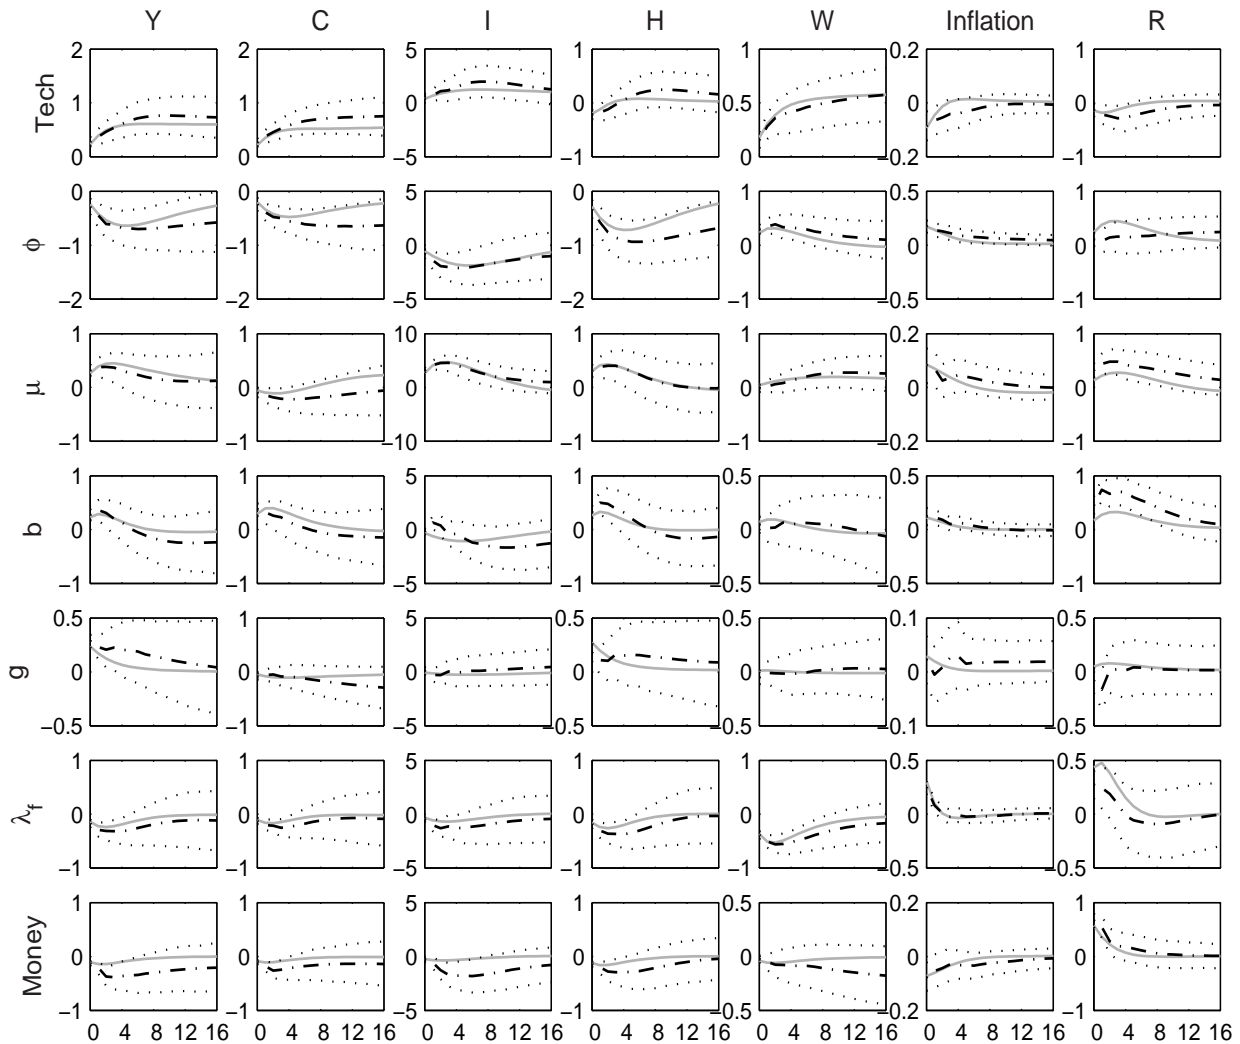 Y C I H W Inflation R
2 2 5 1 1 0.2 1
Tech
1 1 0 0 0.5 0 0
0 0 −5 −1 0 −0.2 −1
0 0 5 0 1 0.5 1
φ
−1 −1 0 −1 0 0 0
−2 −2 −5 −2 −1 −0.5 −1
1 1 10 1 1 0.2 1
μ
0 0 0 0 0 0 0
−1 −1 −10 −1 −1 −0.2 −1
1 1 5 1 0.5 0.5 1
b
0 0 0 0 0 0 0
−1 −1 −5 −1 −0.5 −0.5 −1
0.5 1 5 0.5 0.5 0.1 0.5
g
0 0 0 0 0 0 0
−0.5 −1 −5 −0.5 −0.5 −0.1 −0.5
1 1 5 1 1 0.5 0.5
λf
0 0 0 0 0 0 0
−1 −1 −5 −1 −1 −0.5 −0.5
1 1 5 1 0.5 0.2 1
Money
0 0 0 0 0 0 0
−1 −1 −5 −1 −0.5 −0.2 −1
0 4 8 12 16 0 4 8 12 16 0 4 8 12 16 0 4 8 12 16 0 4 8 12 16 0 4 8 12 16 0 4 8 12 16